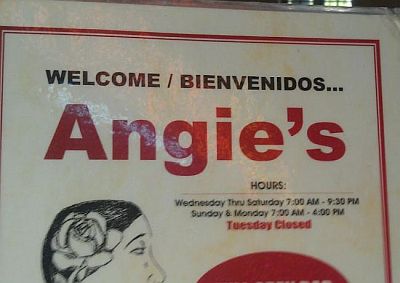 WELCOME / BIENVENIDOS...
Angie's
HOURS:
Wednesday Thru Saturday 7:00 AM - 9:30 PM
Sunday & Monday 7:00 AM - 4:00 PM
Tuesday Closed